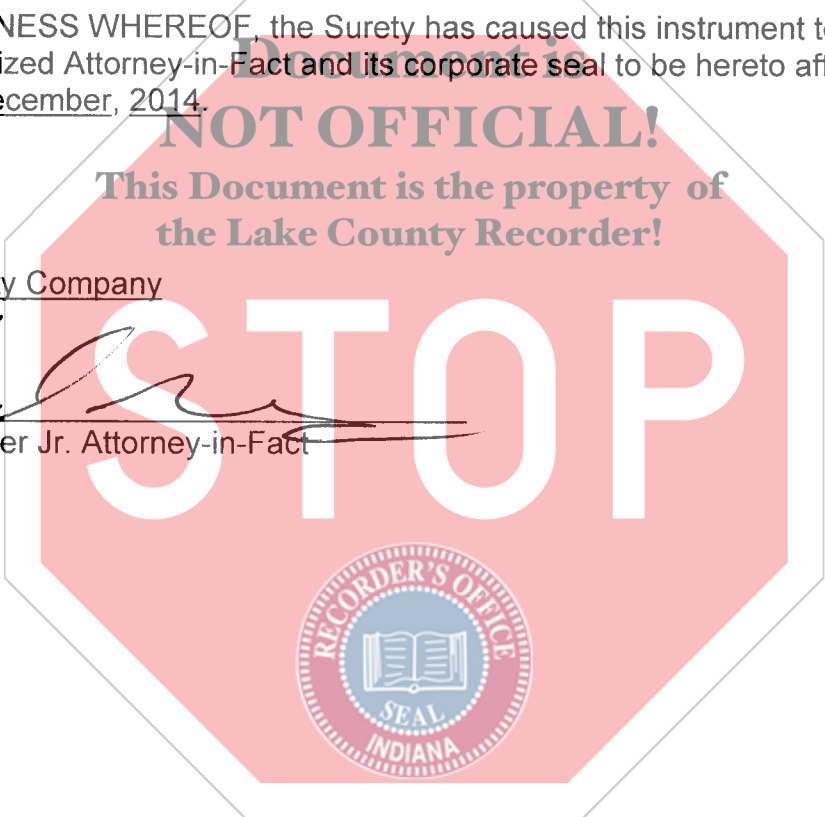 NESS WHEREOF, the Surety has caused this instrument t
ized Attorney-in-Fact and its corporate seal to be hereto aff
ecember, 2014.
Document is
NOT OFFICIAL!
This Document is the property of
the Lake County Recorder!
y Company
STOP
er Jr. Attorney-in-Fact
RECORDER'S OFFICE
SEAL
INDIANA